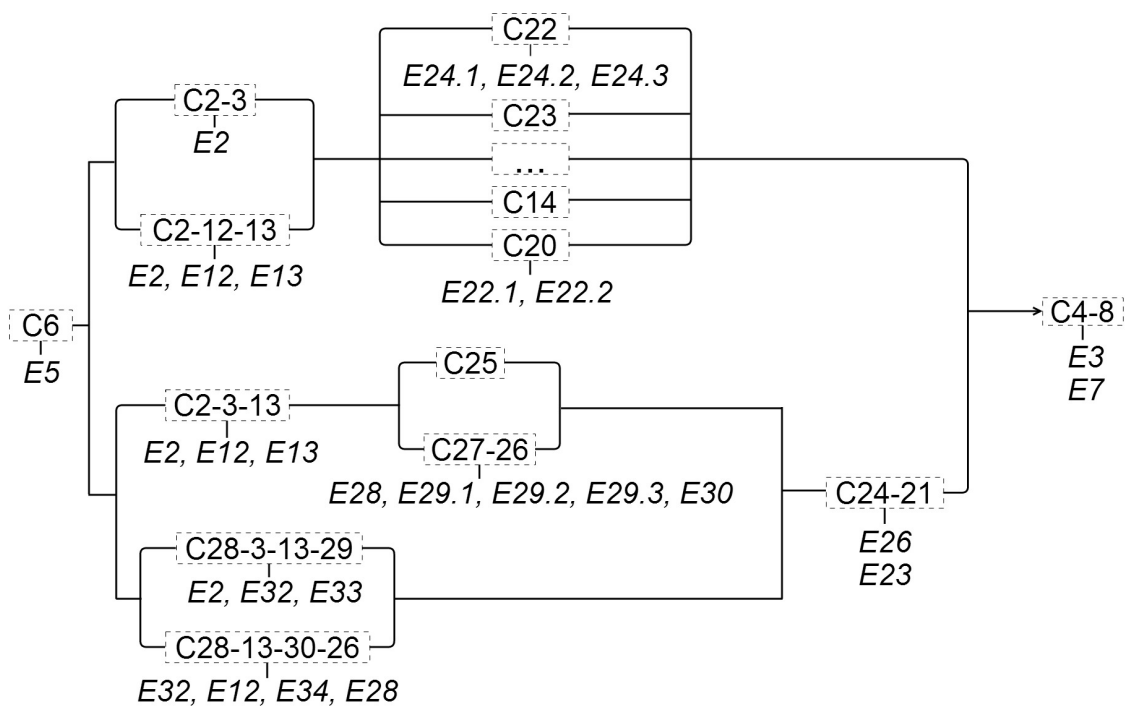 C22
E24.1, E24.2, E24.3
C2-3
E2
C23
...
C14
C2-12-13
E2, E12, E13
C20
E22.1, E22.2
C6
E5
C4-8
E3
E7
C25
C2-3-13
E2, E12, E13
C27-26
E28, E29.1, E29.2, E29.3, E30
C24-21
E26
E23
C28-3-13-29
E2, E32, E33
C28-13-30-26
E32, E12, E34, E28